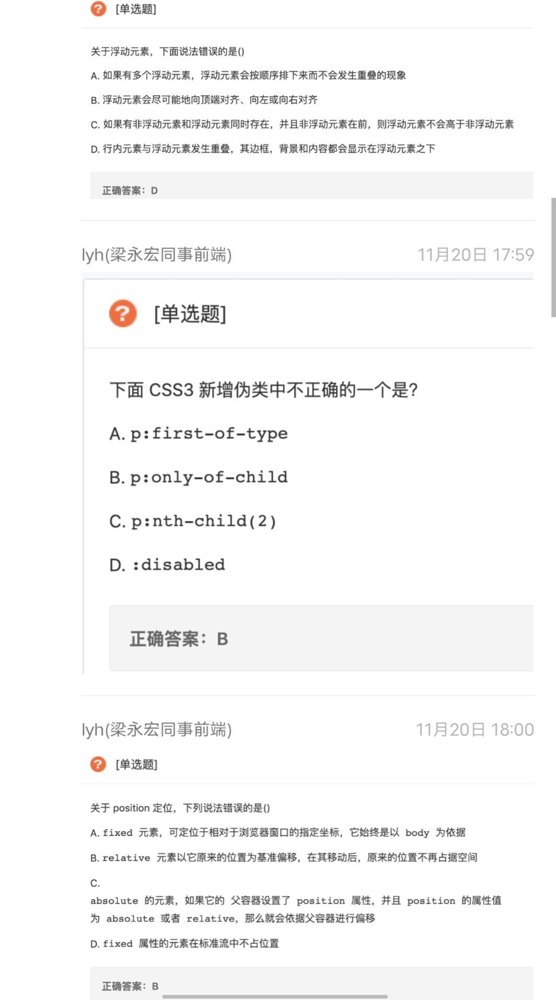 [单选题]
关于浮动元素，下面说法错误的是()
A. 如果有多个浮动元素，浮动元素会按顺序排下来而不会发生重叠的现象
B. 浮动元素会尽可能地向顶端对齐、向左或向右对齐
C. 如果有非浮动元素和浮动元素同时存在，并且非浮动元素在前，则浮动元素不会高于非浮动元素
D. 行内元素与浮动元素发生重叠，其边框，背景和内容都会显示在浮动元素之下
正确答案：D
lyh(梁永宏同事前端) 11月20日 17:59
[单选题]
下面 CSS3 新增伪类中不正确的一个是?
A. p:first-of-type
B. p:only-of-child
C. p:nth-child(2)
D. :disabled
正确答案：B
lyh(梁永宏同事前端) 11月20日 18:00
[单选题]
关于 position 定位，下列说法错误的是()
A. fixed 元素，可定位于相对于浏览器窗口的指定坐标，它始终是以 body 为依据
B. relative 元素以它原来的位置为基准偏移，在其移动后，原来的位置不再占据空间
C.
absolute 的元素，如果它的 父容器设置了 position 属性，并且 position 的属性值
为 absolute 或者 relative，那么就会依据父容器进行偏移
D. fixed 属性的元素在标准流中不占位置
正确答案：B